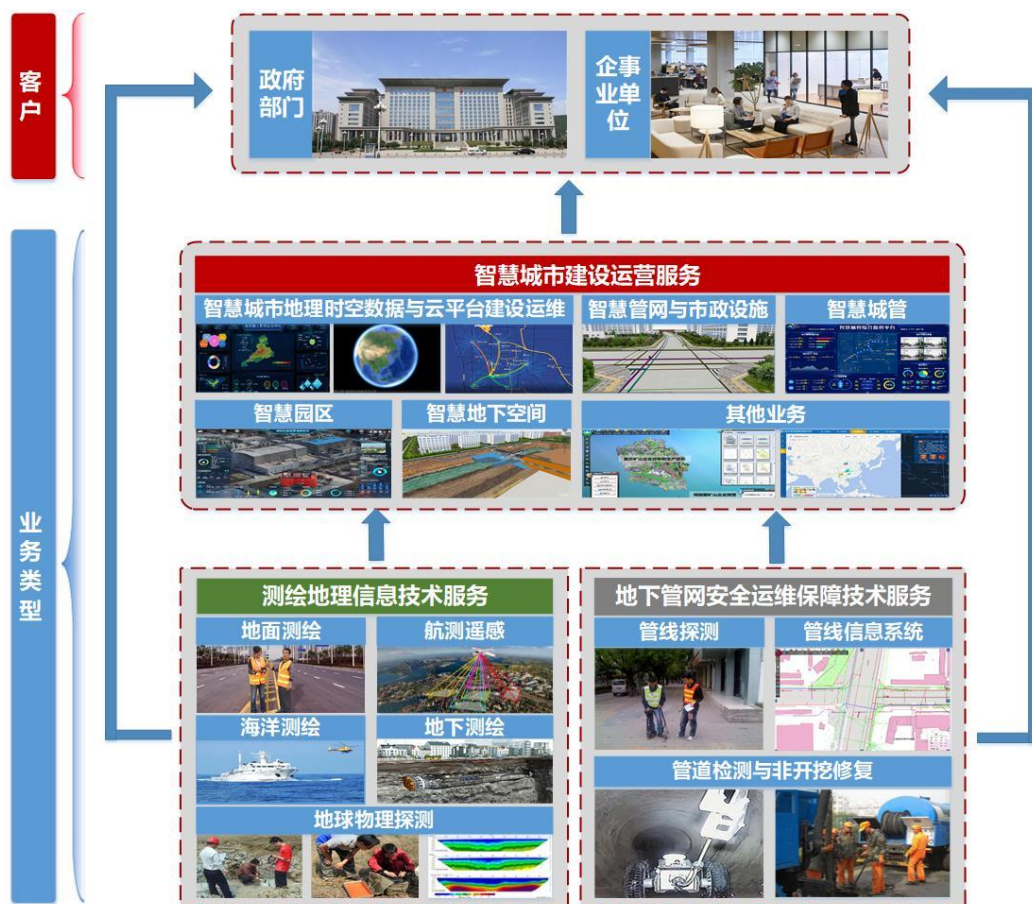 客户
政府部门
企事业单位
业务类型
智慧城市建设运营服务
智慧城市地理时空数据与云平台建设运维
智慧管网与市政设施
智慧城管
智慧园区
智慧地下空间
其他业务
测绘地理信息技术服务
地面测绘
航测遥感
海洋测绘
地下测绘
地球物理探测
地下管网安全运维保障技术服务
管线探测
管线信息系统
管道检测与非开挖修复